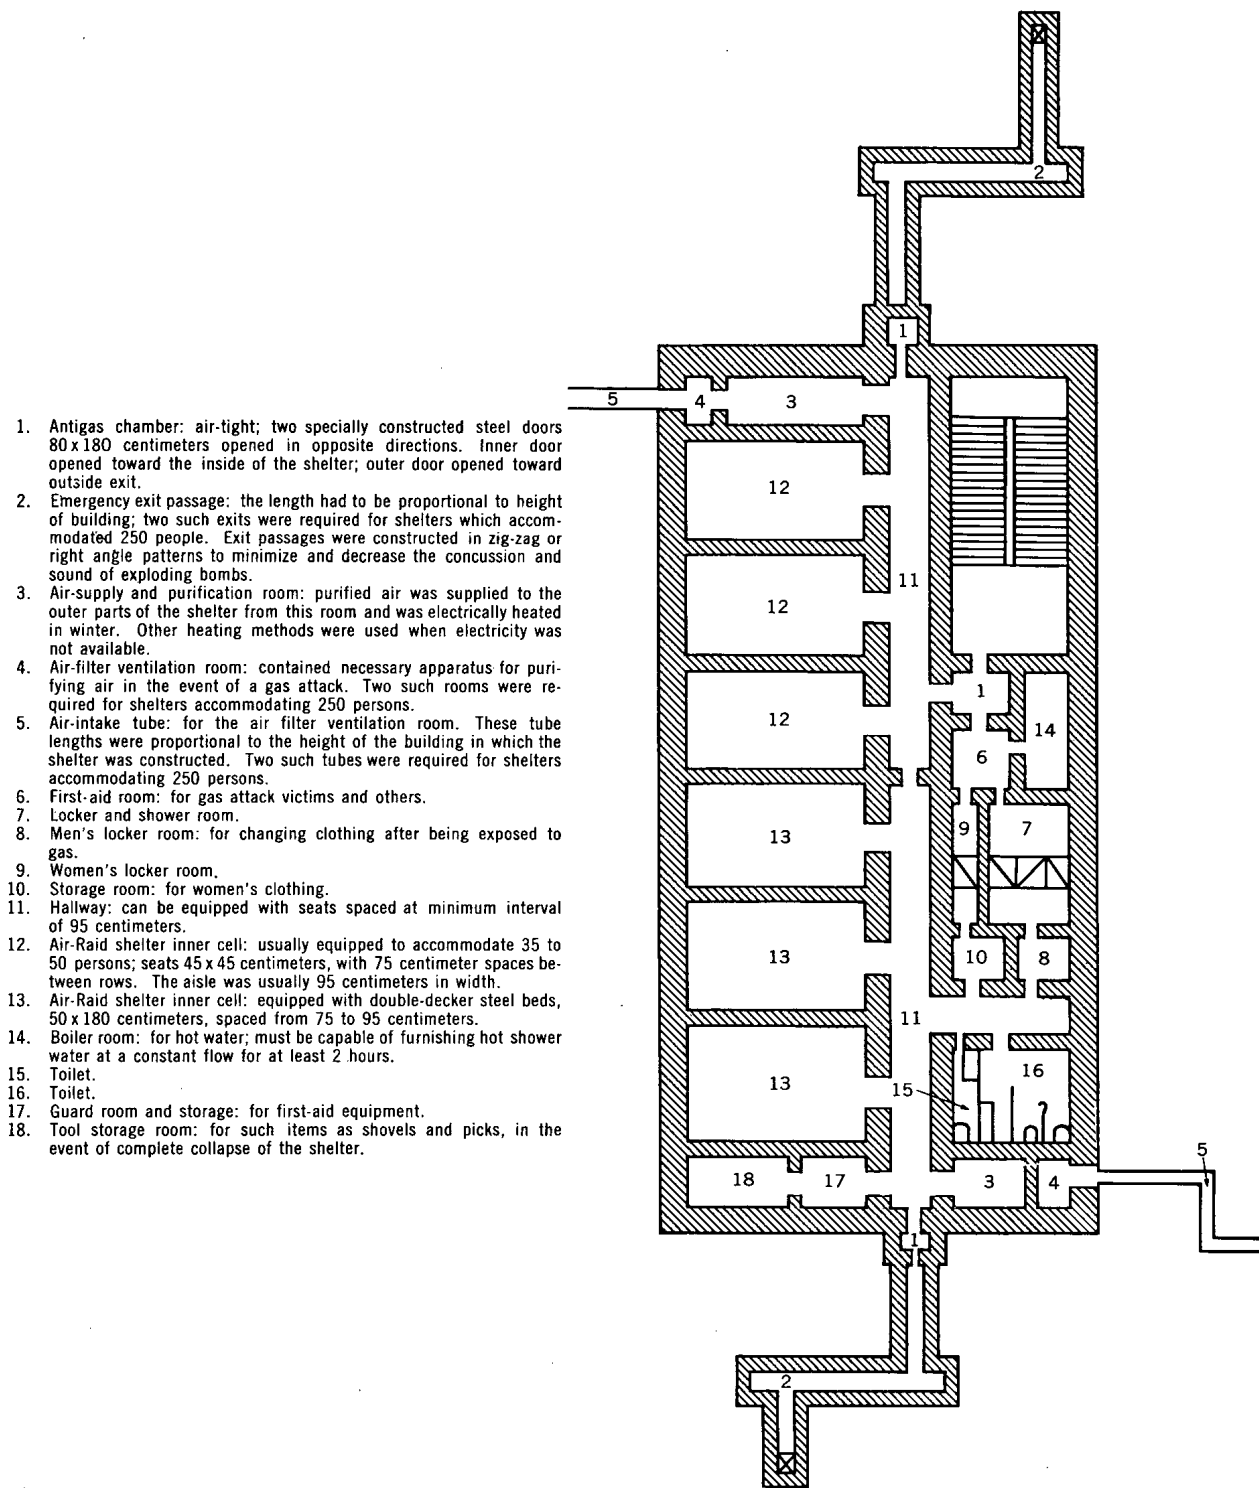 1. Antigas chamber: air-tight; two specially constructed steel doors
80 x 180 centimeters opened in opposite directions. Inner door
opened toward the inside of the shelter; outer door opened toward
outside exit.
2. Emergency exit passage: the length had to be proportional to height
of building; two such exits were required for shelters which accom-
modated 250 people. Exit passages were constructed in zig-zag or
right angle patterns to minimize and decrease the concussion and
sound of exploding bombs.
3. Air-supply and purification room: purified air was supplied to the
outer parts of the shelter from this room and was electrically heated
in winter. Other heating methods were used when electricity was
not available.
4. Air-filter ventilation room: contained necessary apparatus for puri-
fying air in the event of a gas attack. Two such rooms were re-
quired for shelters accommodating 250 persons.
5. Air-intake tube: for the air filter ventilation room. These tube
lengths were proportional to the height of the building in which the
shelter was constructed. Two such tubes were required for shelters
accommodating 250 persons.
6. First-aid room: for gas attack victims and others.
7. Locker and shower room.
8. Men's locker room: for changing clothing after being exposed to
gas.
9. Women's locker room.
10. Storage room: for women's clothing.
11. Hallway: can be equipped with seats spaced at minimum interval
of 95 centimeters.
12. Air-Raid shelter inner cell: usually equipped to accommodate 35 to
50 persons; seats 45 x 45 centimeters, with 75 centimeter spaces be-
tween rows. The aisle was usually 95 centimeters in width.
13. Air-Raid shelter inner cell: equipped with double-decker steel beds,
50 x 180 centimeters, spaced from 75 to 95 centimeters.
14. Boiler room: for hot water; must be capable of furnishing hot shower
water at a constant flow for at least 2 hours.
15. Toilet.
16. Toilet.
17. Guard room and storage: for first-aid equipment.
18. Tool storage room: for such items as shovels and picks, in the
event of complete collapse of the shelter.
2
1
5
4
3
12
11
12
1
12
14
6
13
9
7
13
10
8
11
13
16
15
18
17
3
4
5
1
2